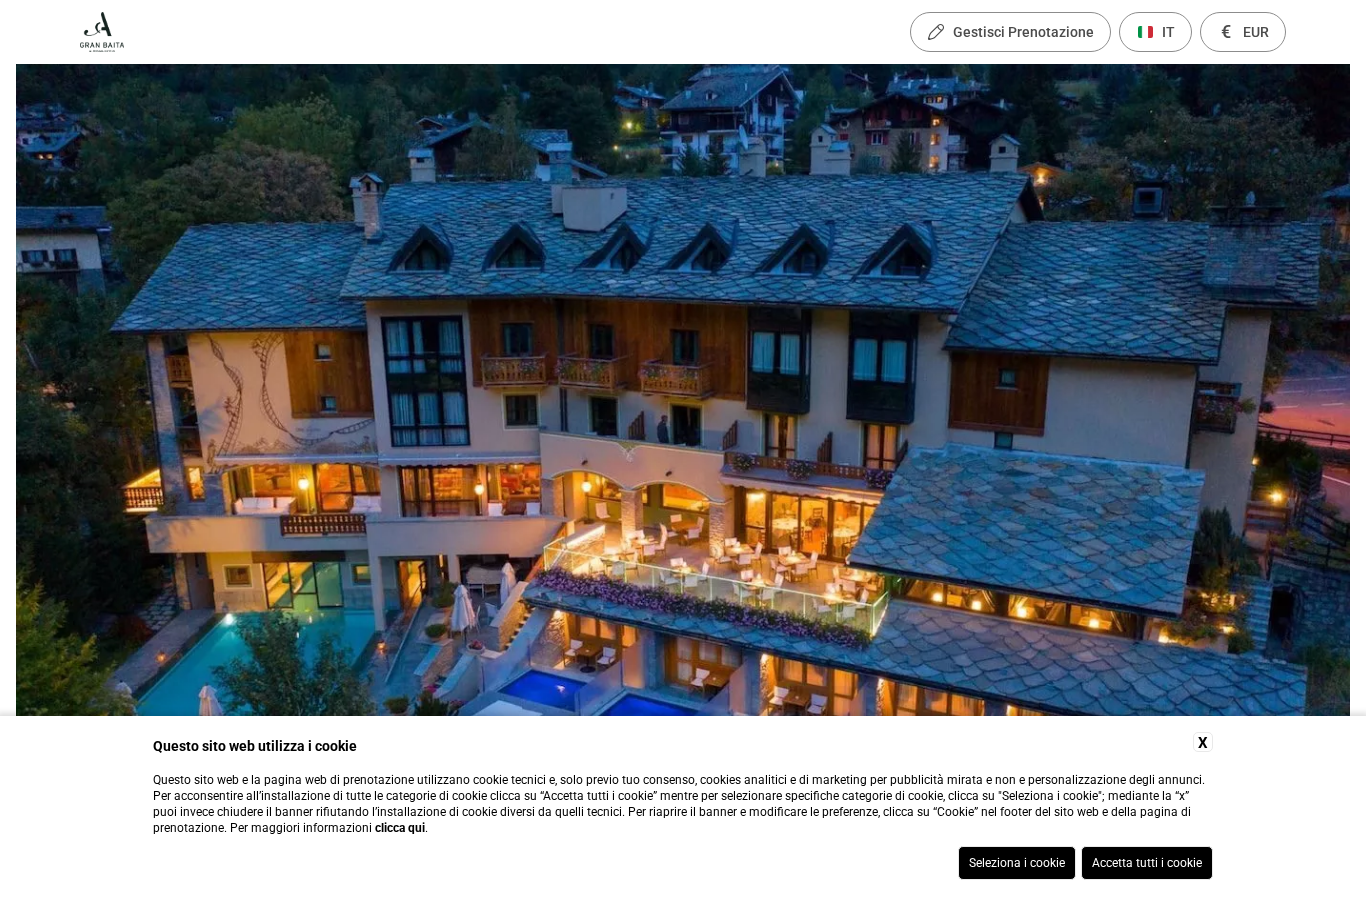 GRAN BAITA
Gestisci Prenotazione
IT
€ EUR
Questo sito web utilizza i cookie
X
Questo sito web e la pagina web di prenotazione utilizzano cookie tecnici e, solo previo tuo consenso, cookies analitici e di marketing per pubblicità mirata e non e personalizzazione degli annunci.
Per acconsentire all’installazione di tutte le categorie di cookie clicca su “Accetta tutti i cookie” mentre per selezionare specifiche categorie di cookie, clicca su "Seleziona i cookie"; mediante la “x”
puoi invece chiudere il banner rifiutando l’installazione di cookie diversi da quelli tecnici. Per riaprire il banner e modificare le preferenze, clicca su “Cookie” nel footer del sito web e della pagina di
prenotazione. Per maggiori informazioni clicca qui.
Seleziona i cookie
Accetta tutti i cookie